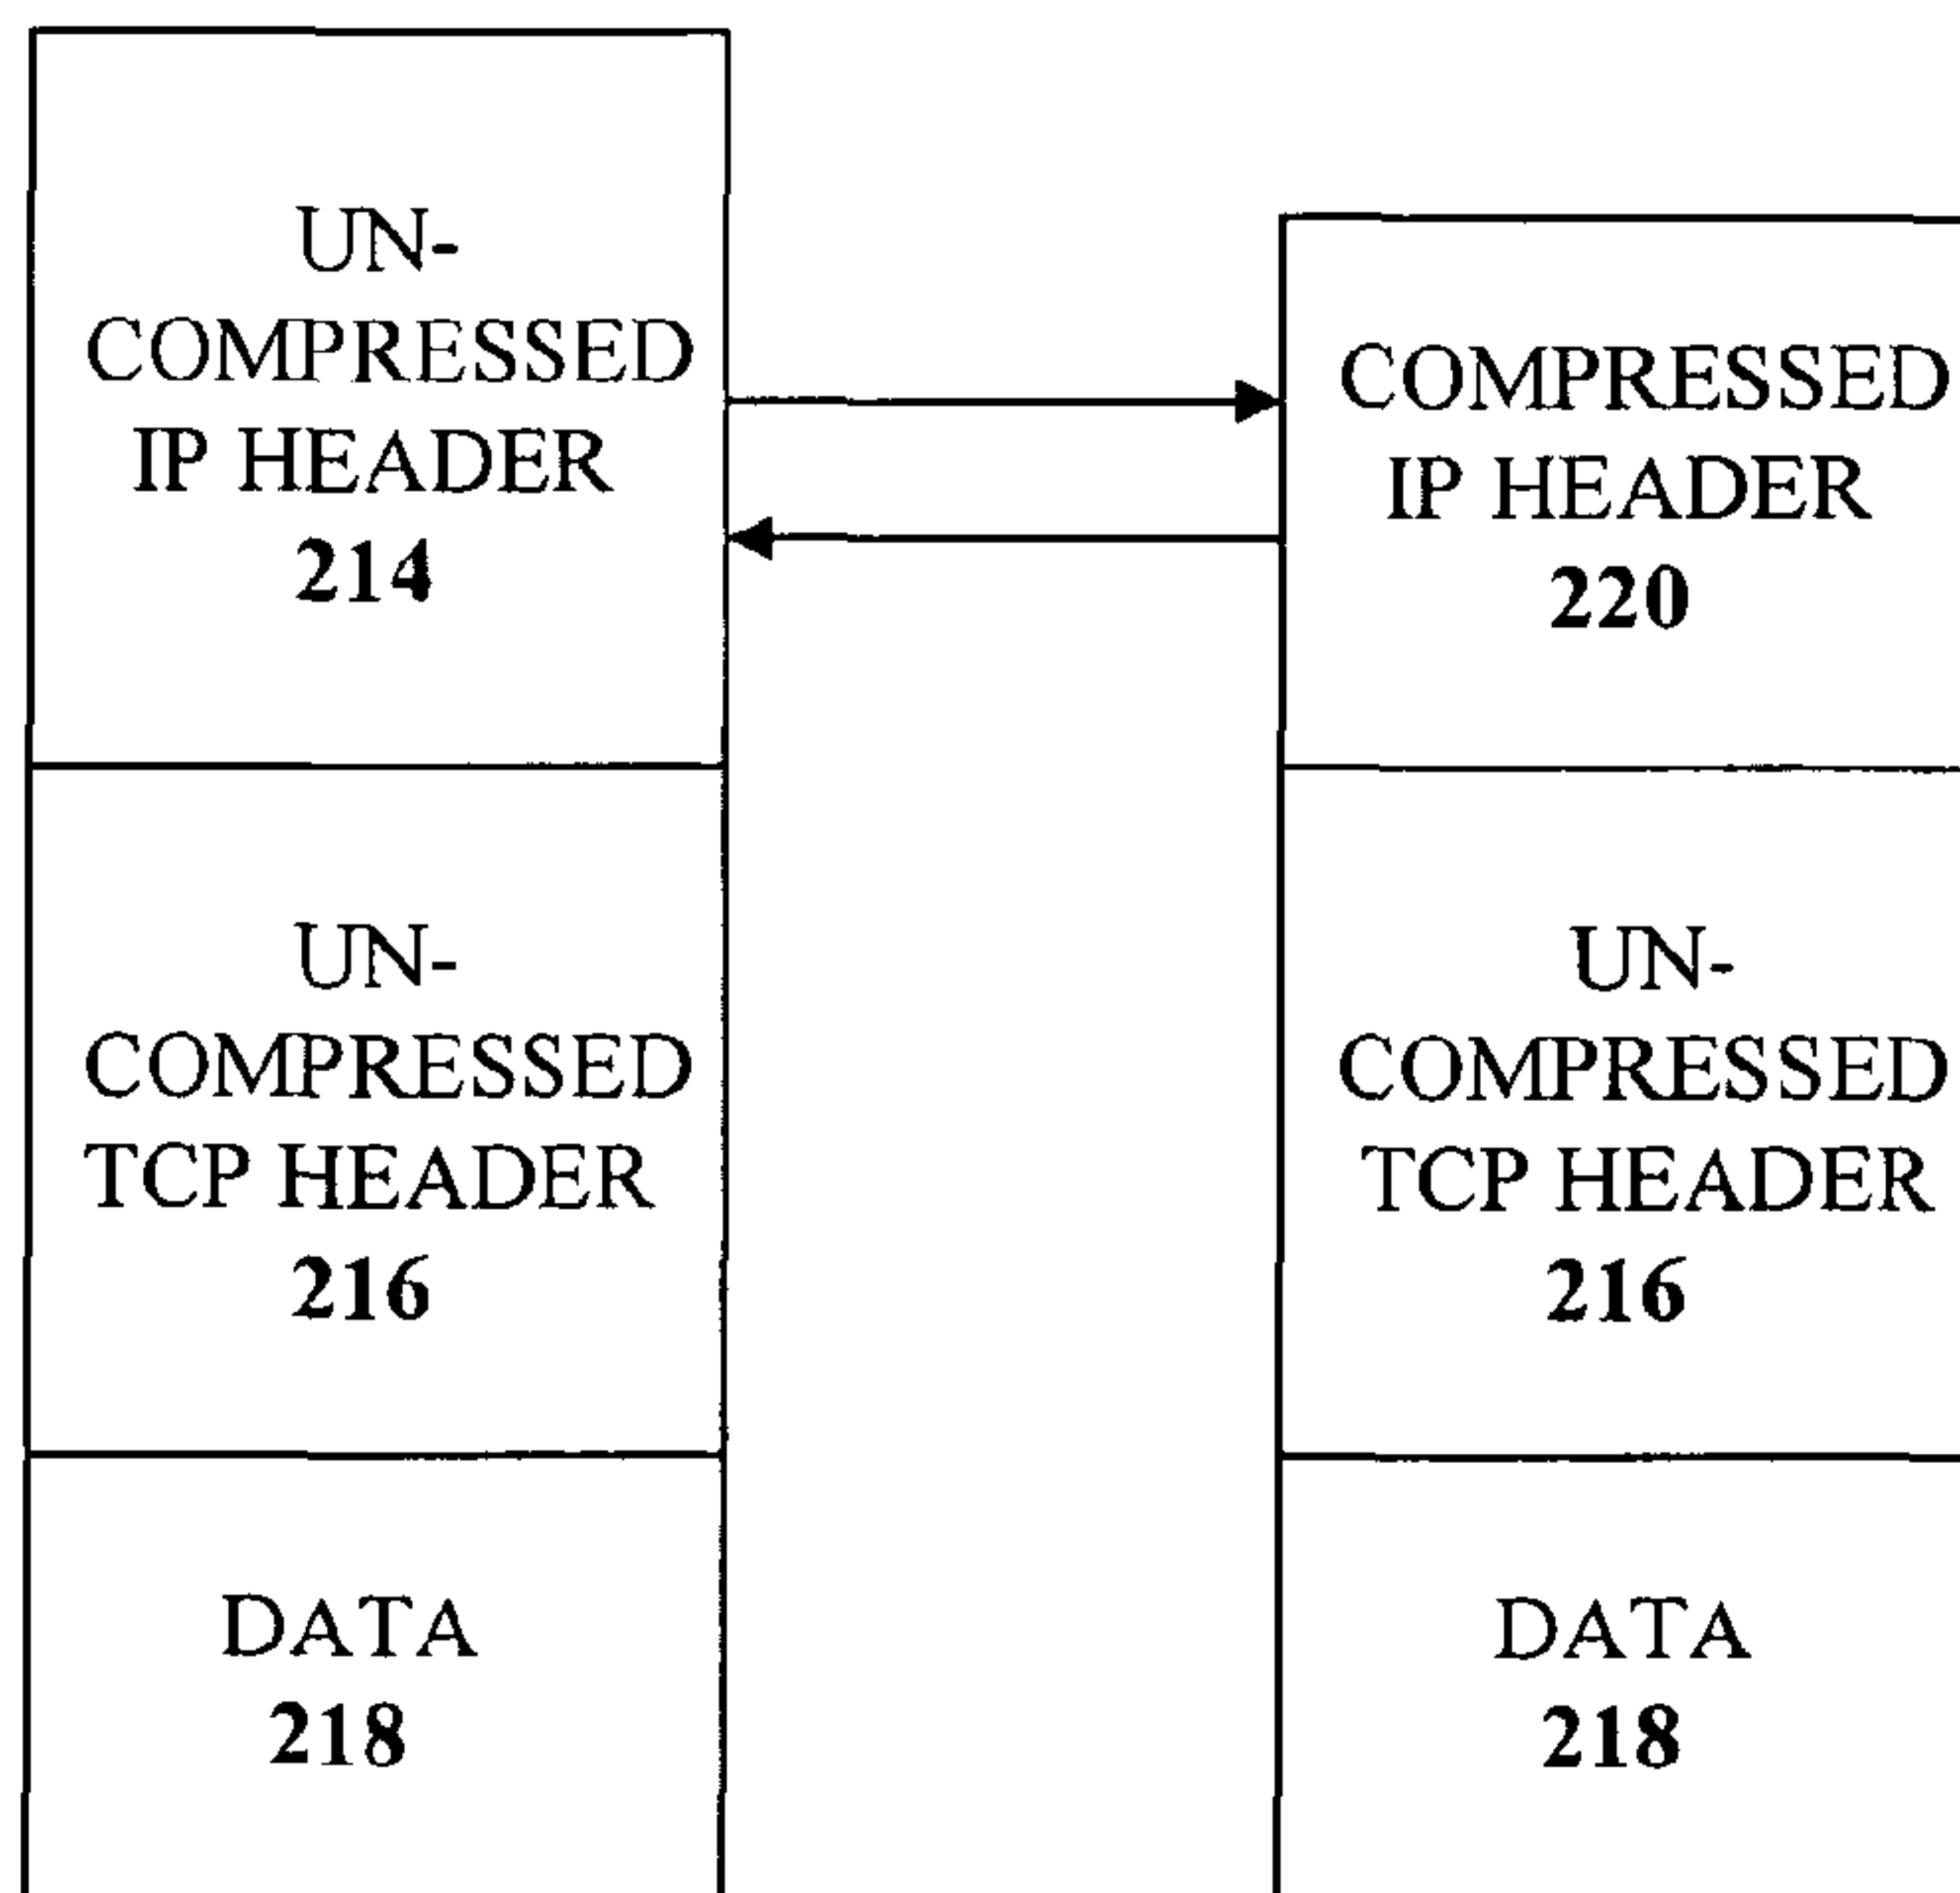 UN-
COMPRESSED
IP HEADER
214
COMPRESSED
IP HEADER
220
UN-
COMPRESSED
TCP HEADER
216
UN-
COMPRESSED
TCP HEADER
216
DATA
218
DATA
218